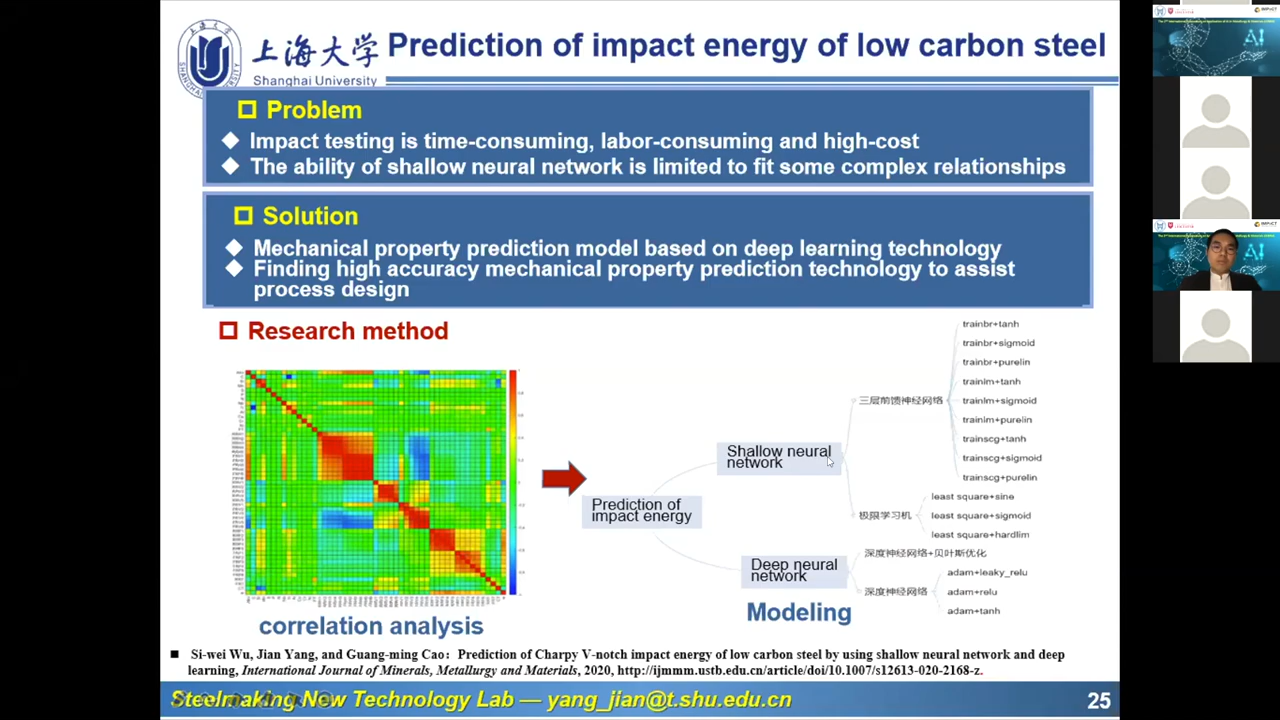 上海大学
Shanghai University
Prediction of impact energy of low carbon steel
Problem
Impact testing is time-consuming, labor-consuming and high-cost
The ability of shallow neural network is limited to fit some complex relationships
Solution
Mechanical property prediction model based on deep learning technology
Finding high accuracy mechanical property prediction technology to assist
process design
Research method
correlation analysis
Prediction of
impact energy
Shallow neural
network
三层前馈神经网络
trainbr+tanh
trainbr+sigmoid
trainbr+purelin
trainlm+tanh
trainlm+sigmoid
trainlm+purelin
trainscg+tanh
trainscg+sigmoid
trainscg+purelin
极限学习机
least square+sine
least square+sigmoid
least square+hardlim
Deep neural
network
深度神经网络+贝叶斯优化
深度神经网络
adam+leaky_relu
adam+relu
adam+tanh
Modeling
Si-wei Wu, Jian Yang, and Guang-ming Cao: Prediction of Charpy V-notch impact energy of low carbon steel by using shallow neural network and deep
learning, International Journal of Minerals, Metallurgy and Materials, 2020, http://ijmmm.ustb.edu.cn/article/doi/10.1007/s12613-020-2168-z.
Steelmaking New Technology Lab — yang_jian@t.shu.edu.cn
25
AI
AI